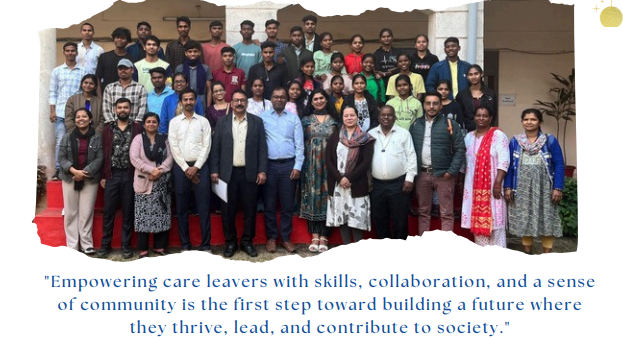 "Empowering care leavers with skills, collaboration, and a sense
of community is the first step toward building a future where
they thrive, lead, and contribute to society."